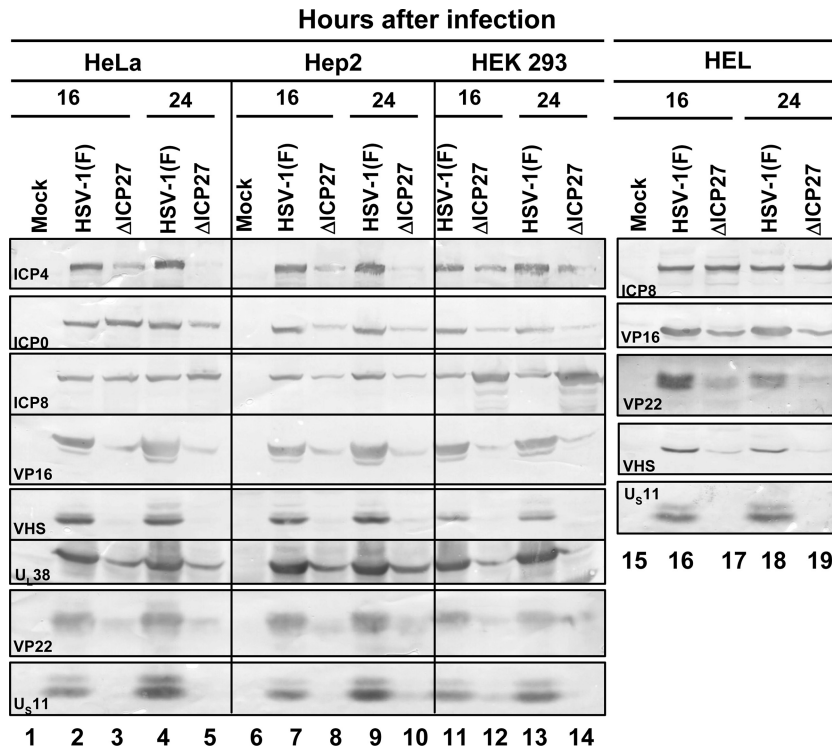 Hours after infection
HeLa Hep2 HEK 293 HEL
16 24 16 24 16 24 16 24
Mock HSV-1(F) ΔICP27 HSV-1(F) ΔICP27 Mock HSV-1(F) ΔICP27 HSV-1(F) ΔICP27 HSV-1(F) ΔICP27 HSV-1(F) ΔICP27 Mock HSV-1(F) ΔICP27 HSV-1(F) ΔICP27
ICP4
ICP0
ICP8
VP16
VHS
UL38
VP22
US11
1 2 3 4 5 6 7 8 9 10 11 12 13 14
ICP8
VP16
VP22
VHS
US11
15 16 17 18 19